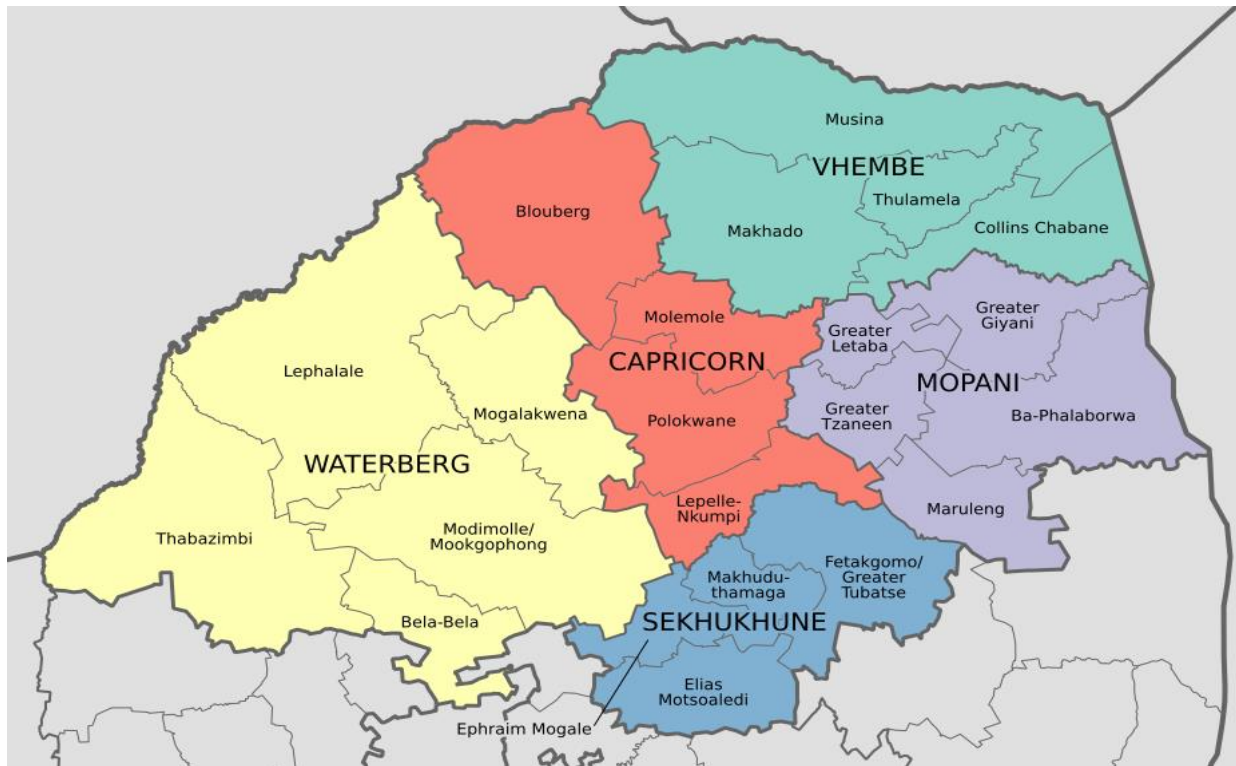 Musina
VHEMBE
Thulamela
Blouberg
Makhado
Collins Chabane
Molemole
Greater
Giyani
Greater
Letaba
CAPRICORN
Lephalale
MOPANI
Mogalakwena
Polokwane
Greater
Tzaneen
Ba-Phalaborwa
WATERBERG
Lepelle-
Nkumpi
Maruleng
Thabazimbi
Modimolle/
Mookgophong
Makhudu-
thamaga
Fetakgomo/
Greater
Tubatse
Bela-Bela
SEKHUKHUNE
Elias
Motsoaledi
Ephraim Mogale